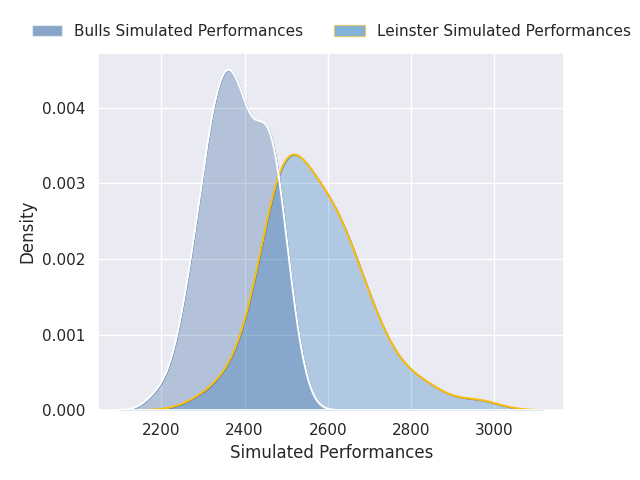 Bulls Simulated Performances Leinster Simulated Performances
0.004
0.003
0.002
0.001
0.000
Density
2200 2400 2600 2800 3000
Simulated Performances